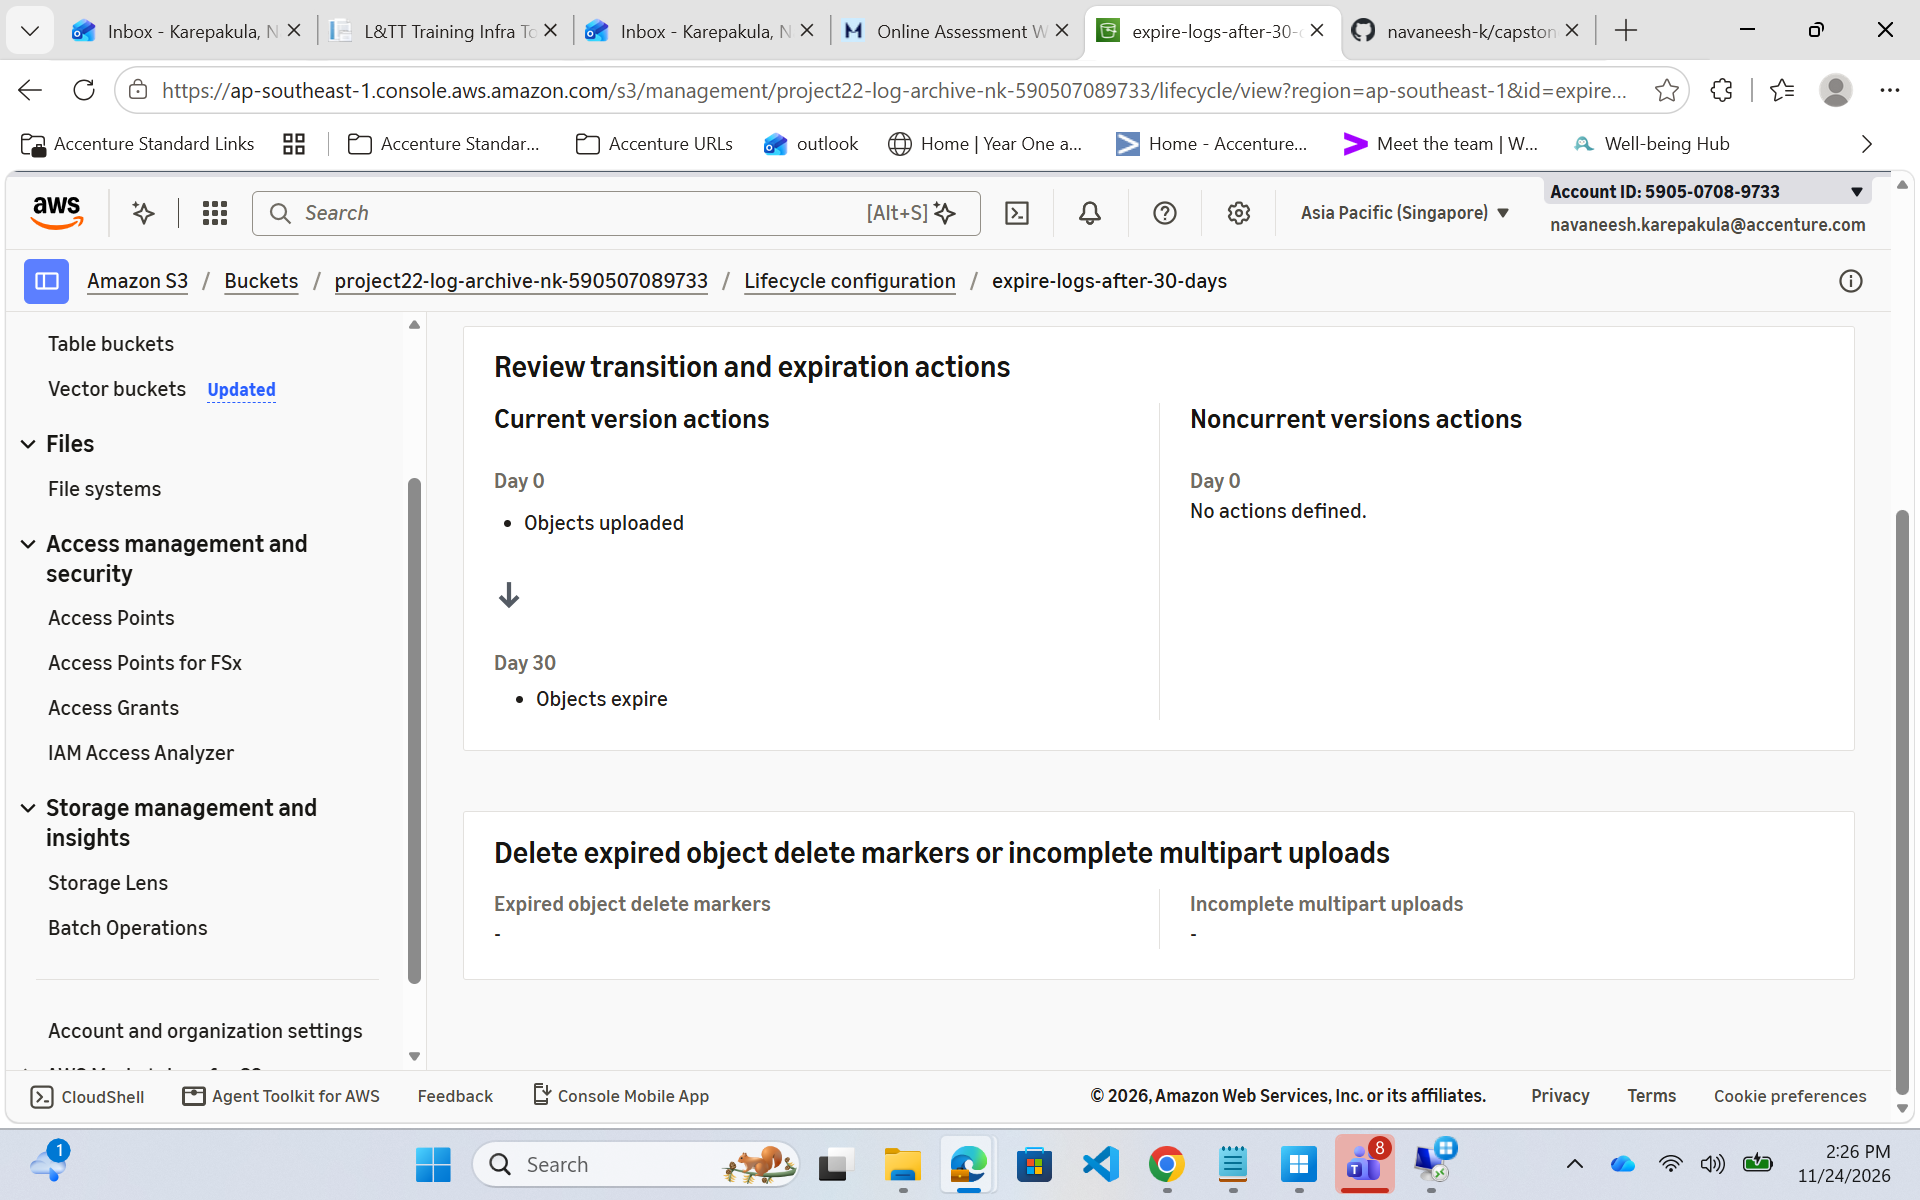 Inbox - Karepakula, N
L&TT Training Infra To
Inbox - Karepakula, N
Online Assessment W
expire-logs-after-30-
navaneesh-k/capston
https://ap-southeast-1.console.aws.amazon.com/s3/management/project22-log-archive-nk-590507089733/lifecycle/view?region=ap-southeast-1&id=expire...
Accenture Standard Links
Accenture Standar...
Accenture URLs
outlook
Home | Year One a...
Home - Accenture...
Meet the team | W...
Well-being Hub
aws
Search
[Alt+S]
Asia Pacific (Singapore)
Account ID: 5905-0708-9733
navaneesh.karepakula@accenture.com
Amazon S3 / Buckets / project22-log-archive-nk-590507089733 / Lifecycle configuration / expire-logs-after-30-days
Table buckets
Vector buckets Updated
Files
File systems
Access management and
security
Access Points
Access Points for FSx
Access Grants
IAM Access Analyzer
Storage management and
insights
Storage Lens
Batch Operations
Account and organization settings
Review transition and expiration actions
Current version actions
Day 0
• Objects uploaded
Day 30
• Objects expire
Noncurrent versions actions
Day 0
No actions defined.
Delete expired object delete markers or incomplete multipart uploads
Expired object delete markers
-
Incomplete multipart uploads
-
CloudShell
Agent Toolkit for AWS
Feedback
Console Mobile App
© 2026, Amazon Web Services, Inc. or its affiliates.
Privacy
Terms
Cookie preferences
1
Search
8
2:26 PM
11/24/2026